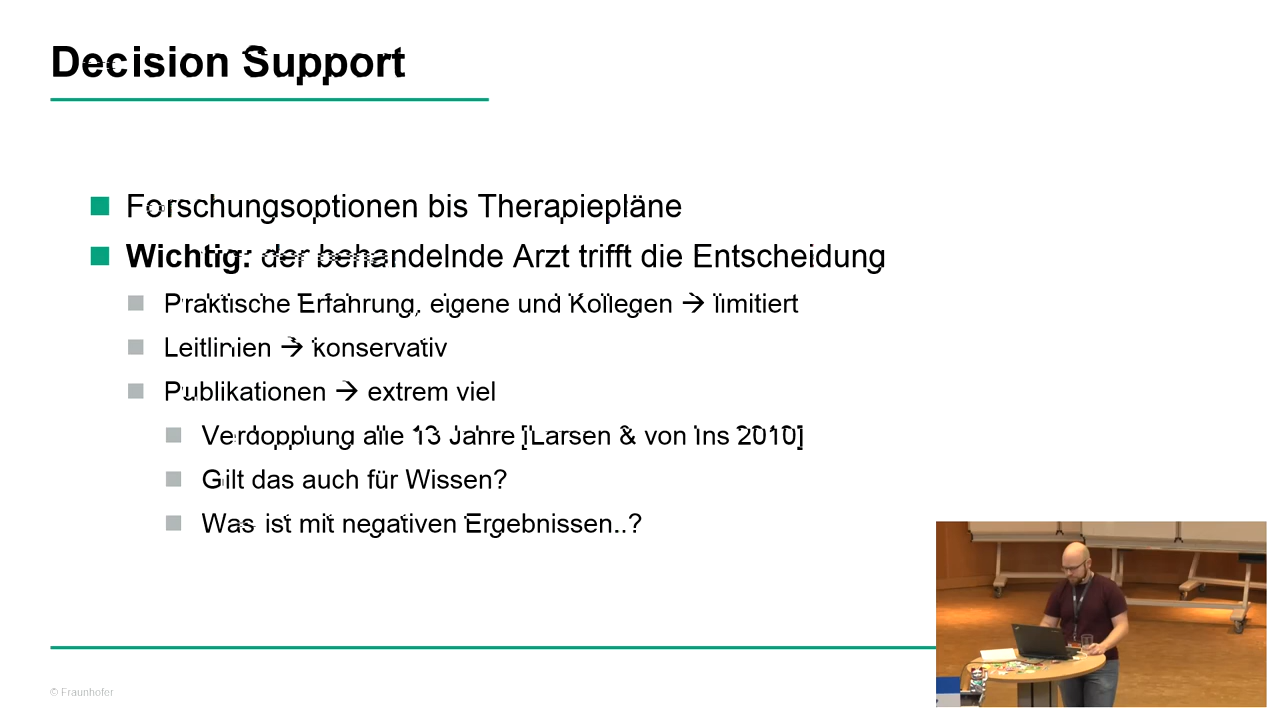 Decision Support
Forschungsoptionen bis Therapiepläne
Wichtig: der behandelnde Arzt trifft die Entscheidung
Praktische Erfahrung, eigene und Kollegen → limitiert
Leitlinien → konservativ
Publikationen → extrem viel
Verdopplung alle 13 Jahre [Larsen & von Ins 2010]
Gilt das auch für Wissen?
Was ist mit negativen Ergebnissen..?
© Fraunhofer